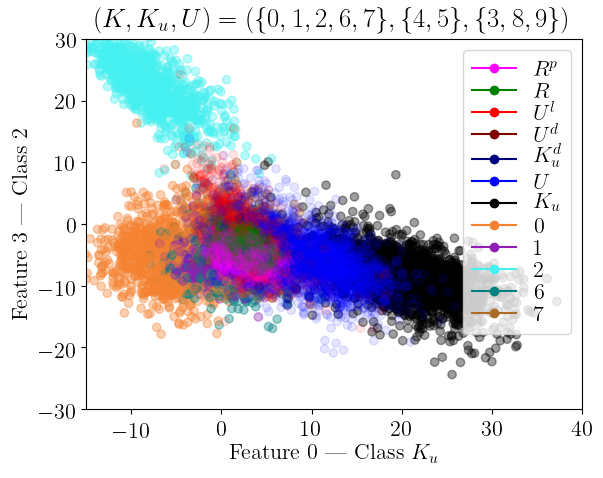 (K, K_u, U) = ({0, 1, 2, 6, 7}, {4, 5}, {3, 8, 9})
30
20
10
0
−10
−20
−30
Feature 3 — Class 2
R^p
R
U^l
U^d
K_u^d
U
K_u
0
1
2
6
7
−10
0
10
20
30
40
Feature 0 — Class K_u